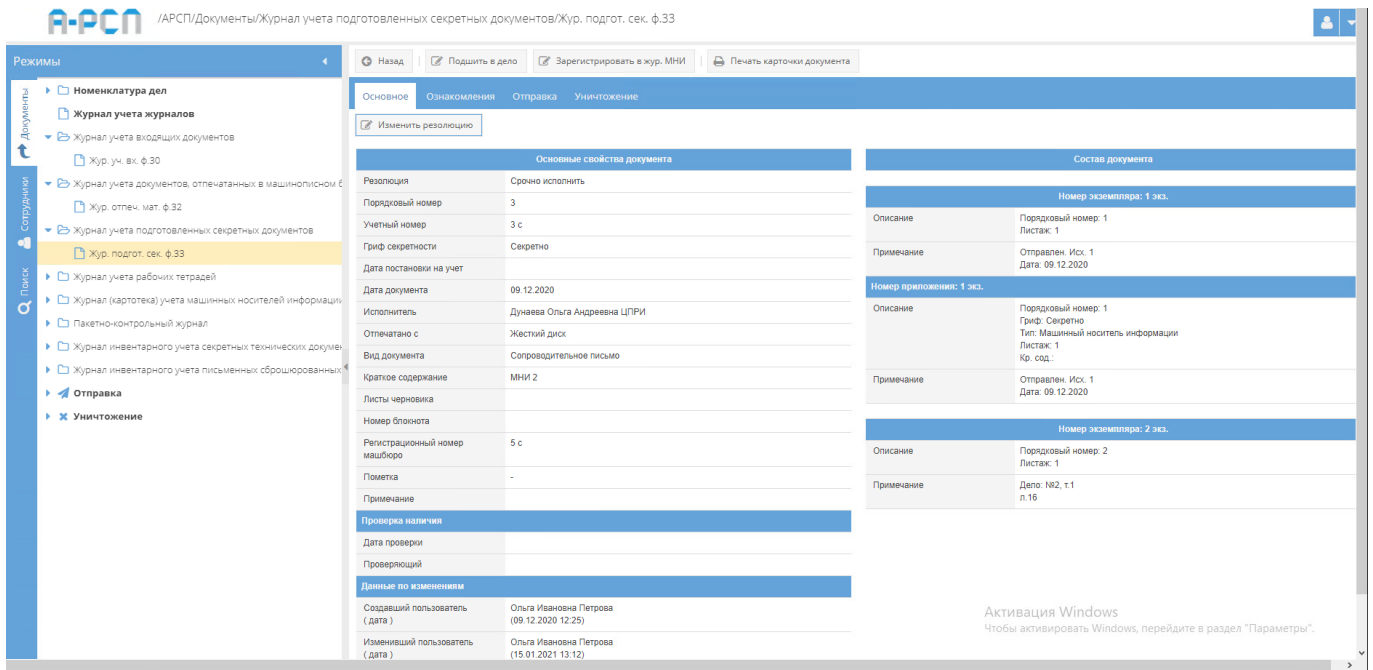 А-РСП
/АРСП/Документы/Журнал учета подготовленных секретных документов/Жур. подгот. сек. ф.33
Режимы
Документы
Сотрудники
Поиск
Номенклатура дел
Журнал учета журналов
Журнал учета входящих документов
Жур. уч. вх. ф.30
Журнал учета документов, отпечатанных в машинописном б
Жур. отпеч. мат. ф.32
Журнал учета подготовленных секретных документов
Жур. подгот. сек. ф.33
Журнал учета рабочих тетрадей
Журнал (картотека) учета машинных носителей информации
Пакетно-контрольный журнал
Журнал инвентарного учета секретных технических докумен
Журнал инвентарного учета письменных сброшюрованных
Отправка
Уничтожение
Назад
Подшить в дело
Зарегистрировать в жур. МНИ
Печать карточки документа
Основное Ознакомления Отправка Уничтожение
Изменить резолюцию
Основные свойства документа
Резолюция Срочно исполнить
Порядковый номер 3
Учетный номер 3 с
Гриф секретности Секретно
Дата постановки на учет
Дата документа 09.12.2020
Исполнитель Дунаева Ольга Андреевна ЦПРИ
Отпечатано с Жесткий диск
Вид документа Сопроводительное письмо
Краткое содержание МНИ 2
Листы черновика
Номер блокнота
Регистрационный номер 5 с
машбюро
Пометка -
Примечание
Проверка наличия
Дата проверки
Проверяющий
Данные по изменениям
Создавший пользователь Ольга Ивановна Петрова
( дата ) (09.12.2020 12:25)
Изменивший пользователь Ольга Ивановна Петрова
( дата ) (15.01.2021 13:12)
Состав документа
Номер экземпляра: 1 экз.
Описание Порядковый номер: 1
Листаж: 1
Примечание Отправлен. Исх. 1
Дата: 09.12.2020
Номер приложения: 1 экз.
Описание Порядковый номер: 1
Гриф: Секретно
Тип: Машинный носитель информации
Листаж: 1
Кр. сод.:
Примечание Отправлен. Исх. 1
Дата: 09.12.2020
Номер экземпляра: 2 экз.
Описание Порядковый номер: 2
Листаж: 1
Примечание Дело: №2, т.1
л.16
Активация Windows
Чтобы активировать Windows, перейдите в раздел "Параметры".